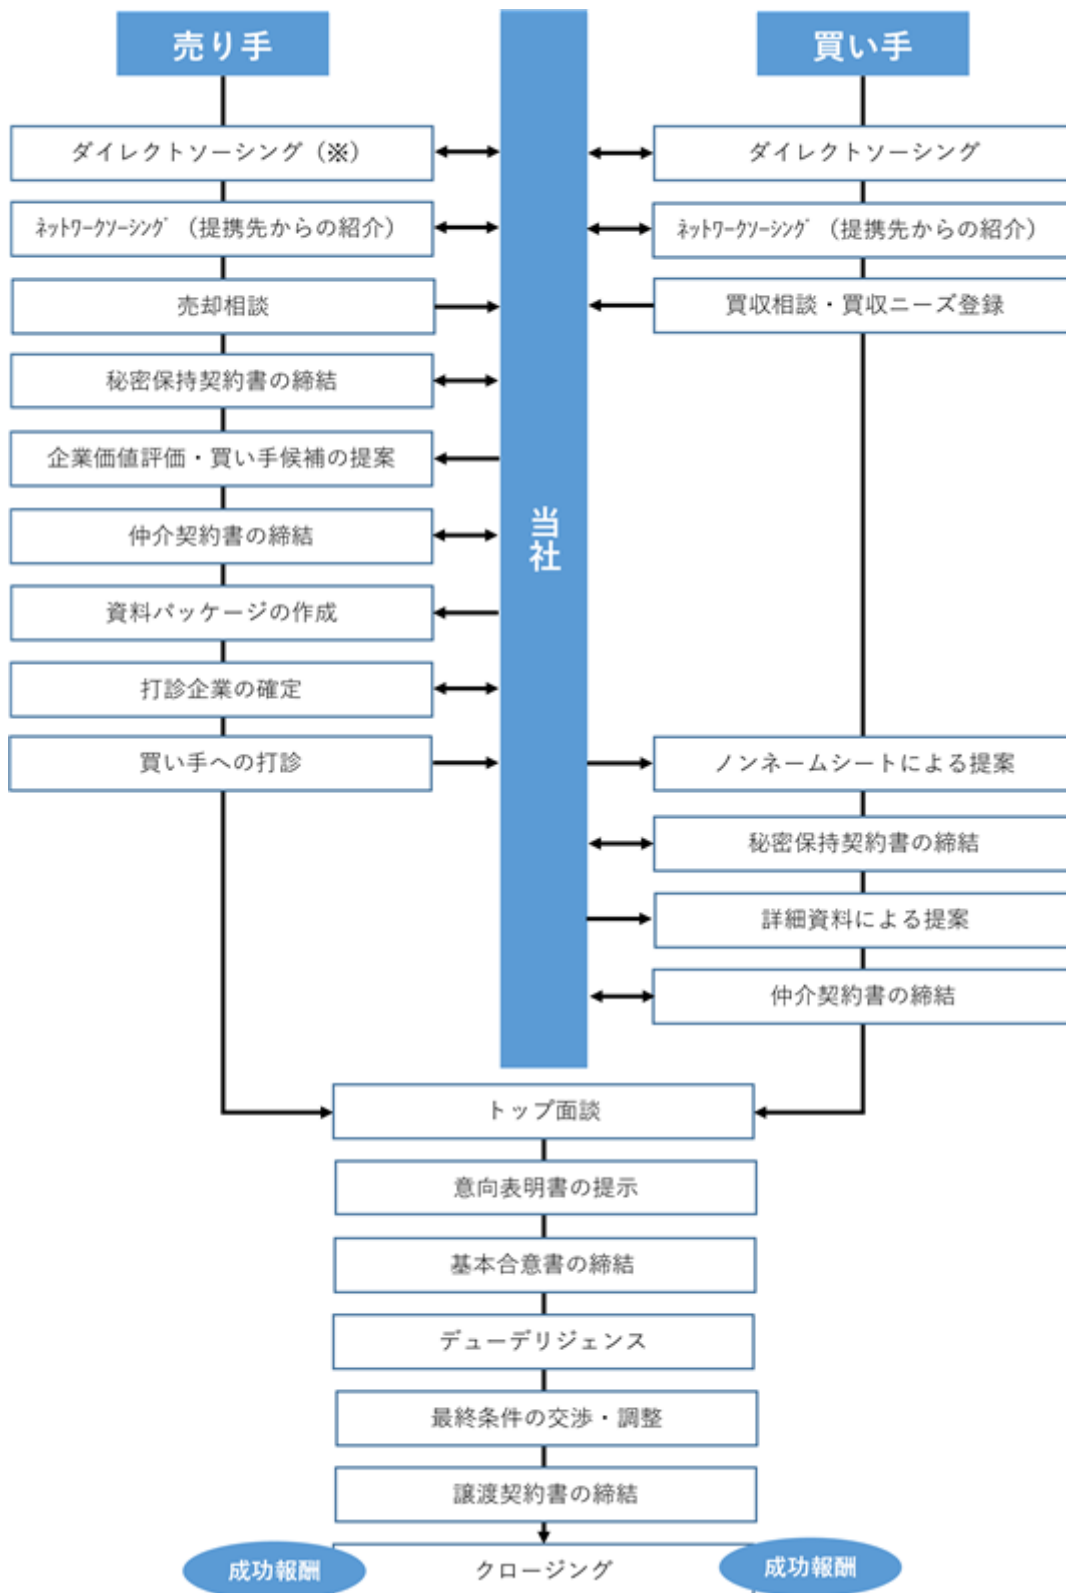 売り手
当社
買い手
ダイレクトソーシング（※）
ダイレクトソーシング
ﾈｯﾄﾜｰｸｿｰｼﾝｸﾞ（提携先からの紹介）
ﾈｯﾄﾜｰｸｿｰｼﾝｸﾞ（提携先からの紹介）
売却相談
買収相談・買収ニーズ登録
秘密保持契約書の締結
企業価値評価・買い手候補の提案
仲介契約書の締結
資料パッケージの作成
打診企業の確定
買い手への打診
ノンネームシートによる提案
秘密保持契約書の締結
詳細資料による提案
仲介契約書の締結
トップ面談
意向表明書の提示
基本合意書の締結
デューデリジェンス
最終条件の交渉・調整
譲渡契約書の締結
成功報酬
クロージング
成功報酬